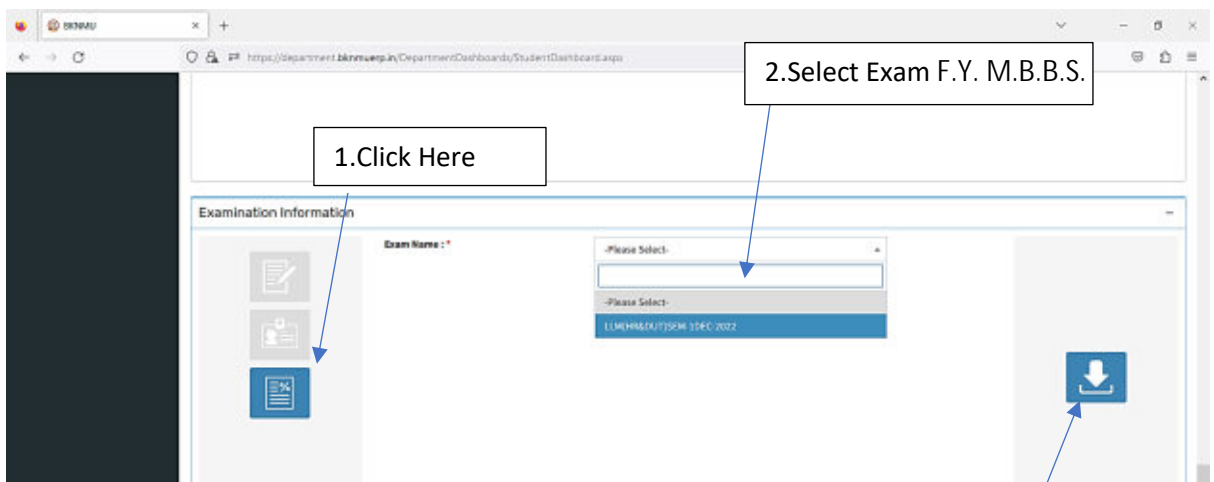 BKNMU
https://department.bknmuerp.in/DepartmentDashboards/StudentDashboard.aspx
2.Select Exam F.Y. M.B.B.S.
1.Click Here
Examination Information
Exam Name : *
-Please Select-
-Please Select-
LLM(HR&DUT)SEM-1DEC-2022